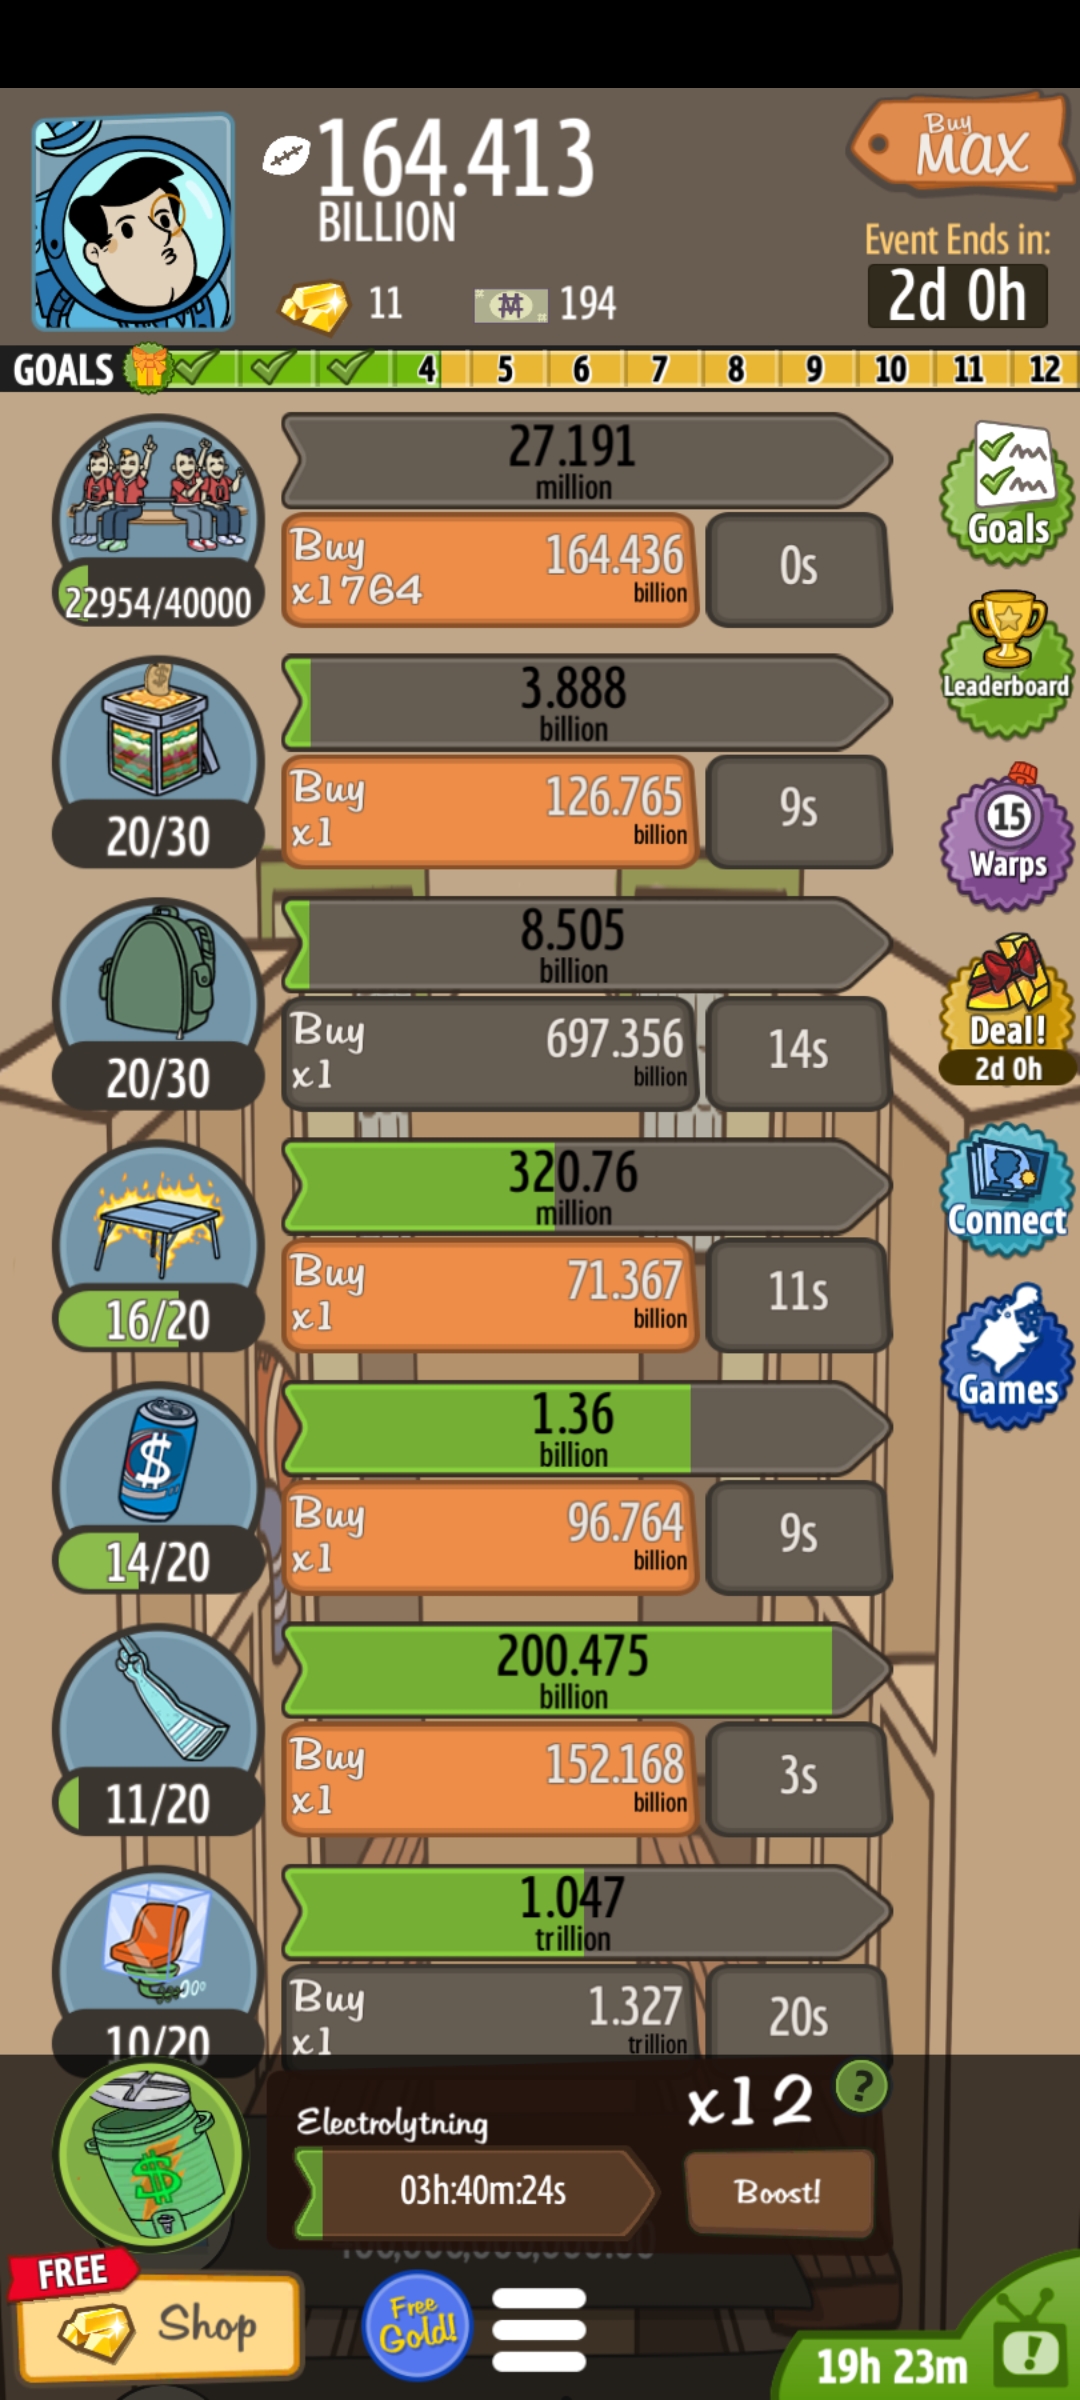 164.413
BILLION
11
194
Buy
MAX
Event Ends in:
2d 0h
GOALS
4
5
6
7
8
9
10
11
12
27.191
million
22954/40000
Buy
x1764
164.436
billion
0s
Goals
3.888
billion
20/30
Buy
x1
126.765
billion
9s
Leaderboard
8.505
billion
20/30
Buy
x1
697.356
billion
14s
15
Warps
Deal!
2d 0h
320.76
million
16/20
Buy
x1
71.367
billion
11s
Connect
1.36
billion
$
14/20
Buy
x1
96.764
billion
9s
Games
200.475
billion
11/20
Buy
x1
152.168
billion
3s
1.047
trillion
10/20
Buy
x1
1.327
trillion
20s
$
Electrolytning
03h:40m:24s
x12
?
Boost!
FREE
Shop
Free
Gold!
19h 23m
!